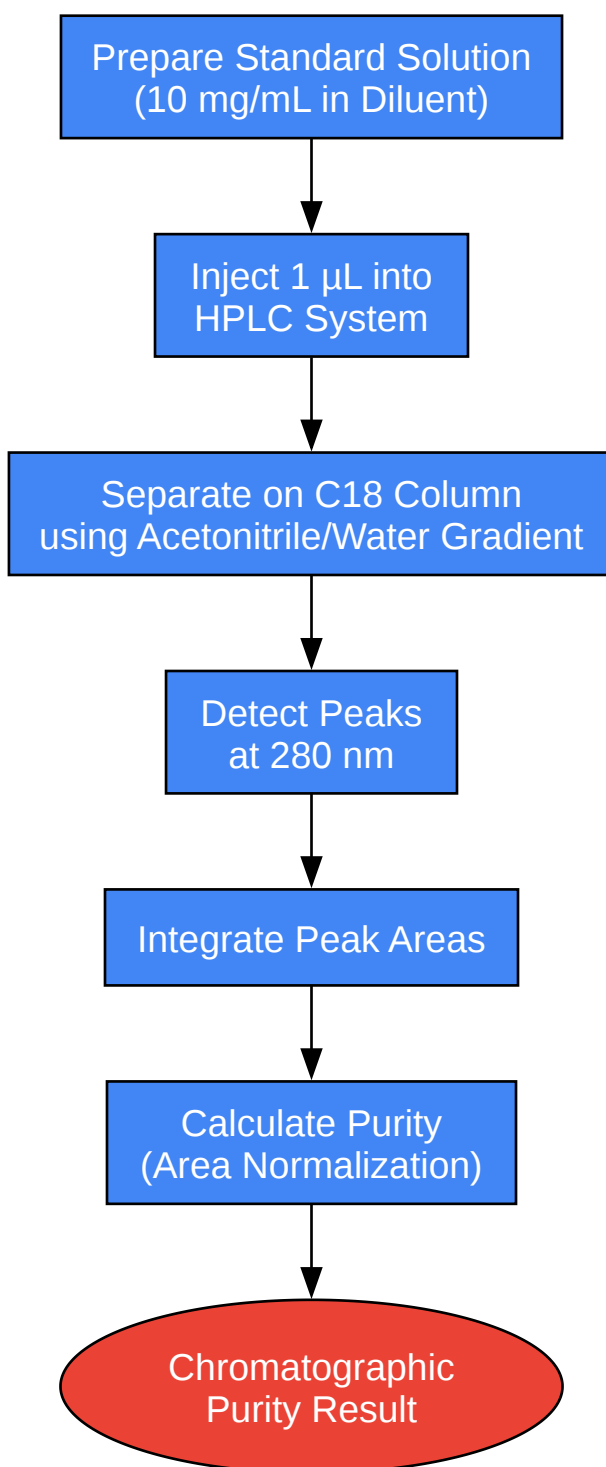 Prepare Standard Solution
(10 mg/mL in Diluent)
Inject 1 µL into
HPLC System
Separate on C18 Column
using Acetonitrile/Water Gradient
Detect Peaks
at 280 nm
Integrate Peak Areas
Calculate Purity
(Area Normalization)
Chromatographic
Purity Result